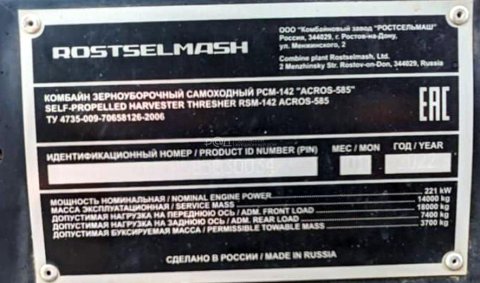 ROSTSELMASH
ООО "Комбайновый завод "РОСТСЕЛЬМАШ"
Россия, 344029, г. Ростов-на-Дону,
ул. Менжинского, 2
Combine plant Rostselmash, Ltd.
2 Menzhinsky Str. Rostov-on-Don, 344029, Russia
КОМБАЙН ЗЕРНОУБОРОЧНЫЙ САМОХОДНЫЙ РСМ-142 "ACROS-585"
SELF-PROPELLED HARVESTER THRESHER RSM-142 ACROS-585
ТУ 4735-009-70658126-2006
EAC
ИДЕНТИФИКАЦИОННЫЙ НОМЕР / PRODUCT ID NUMBER (PIN) МЕС / MON ГОД / YEAR
МОЩНОСТЬ НОМИНАЛЬНАЯ / NOMINAL ENGINE POWER 221 kW
МАССА ЭКСПЛУАТАЦИОННАЯ / SERVICE MASS 14000 kg
ДОПУСТИМАЯ НАГРУЗКА НА ПЕРЕДНЮЮ ОСЬ / ADM. FRONT LOAD 18000 kg
ДОПУСТИМАЯ НАГРУЗКА НА ЗАДНЮЮ ОСЬ / ADM. REAR LOAD 7400 kg
ДОПУСТИМАЯ БУКСИРУЕМАЯ МАССА / PERMISSIBLE TOWABLE MASS 3700 kg
СДЕЛАНО В РОССИИ / MADE IN RUSSIA